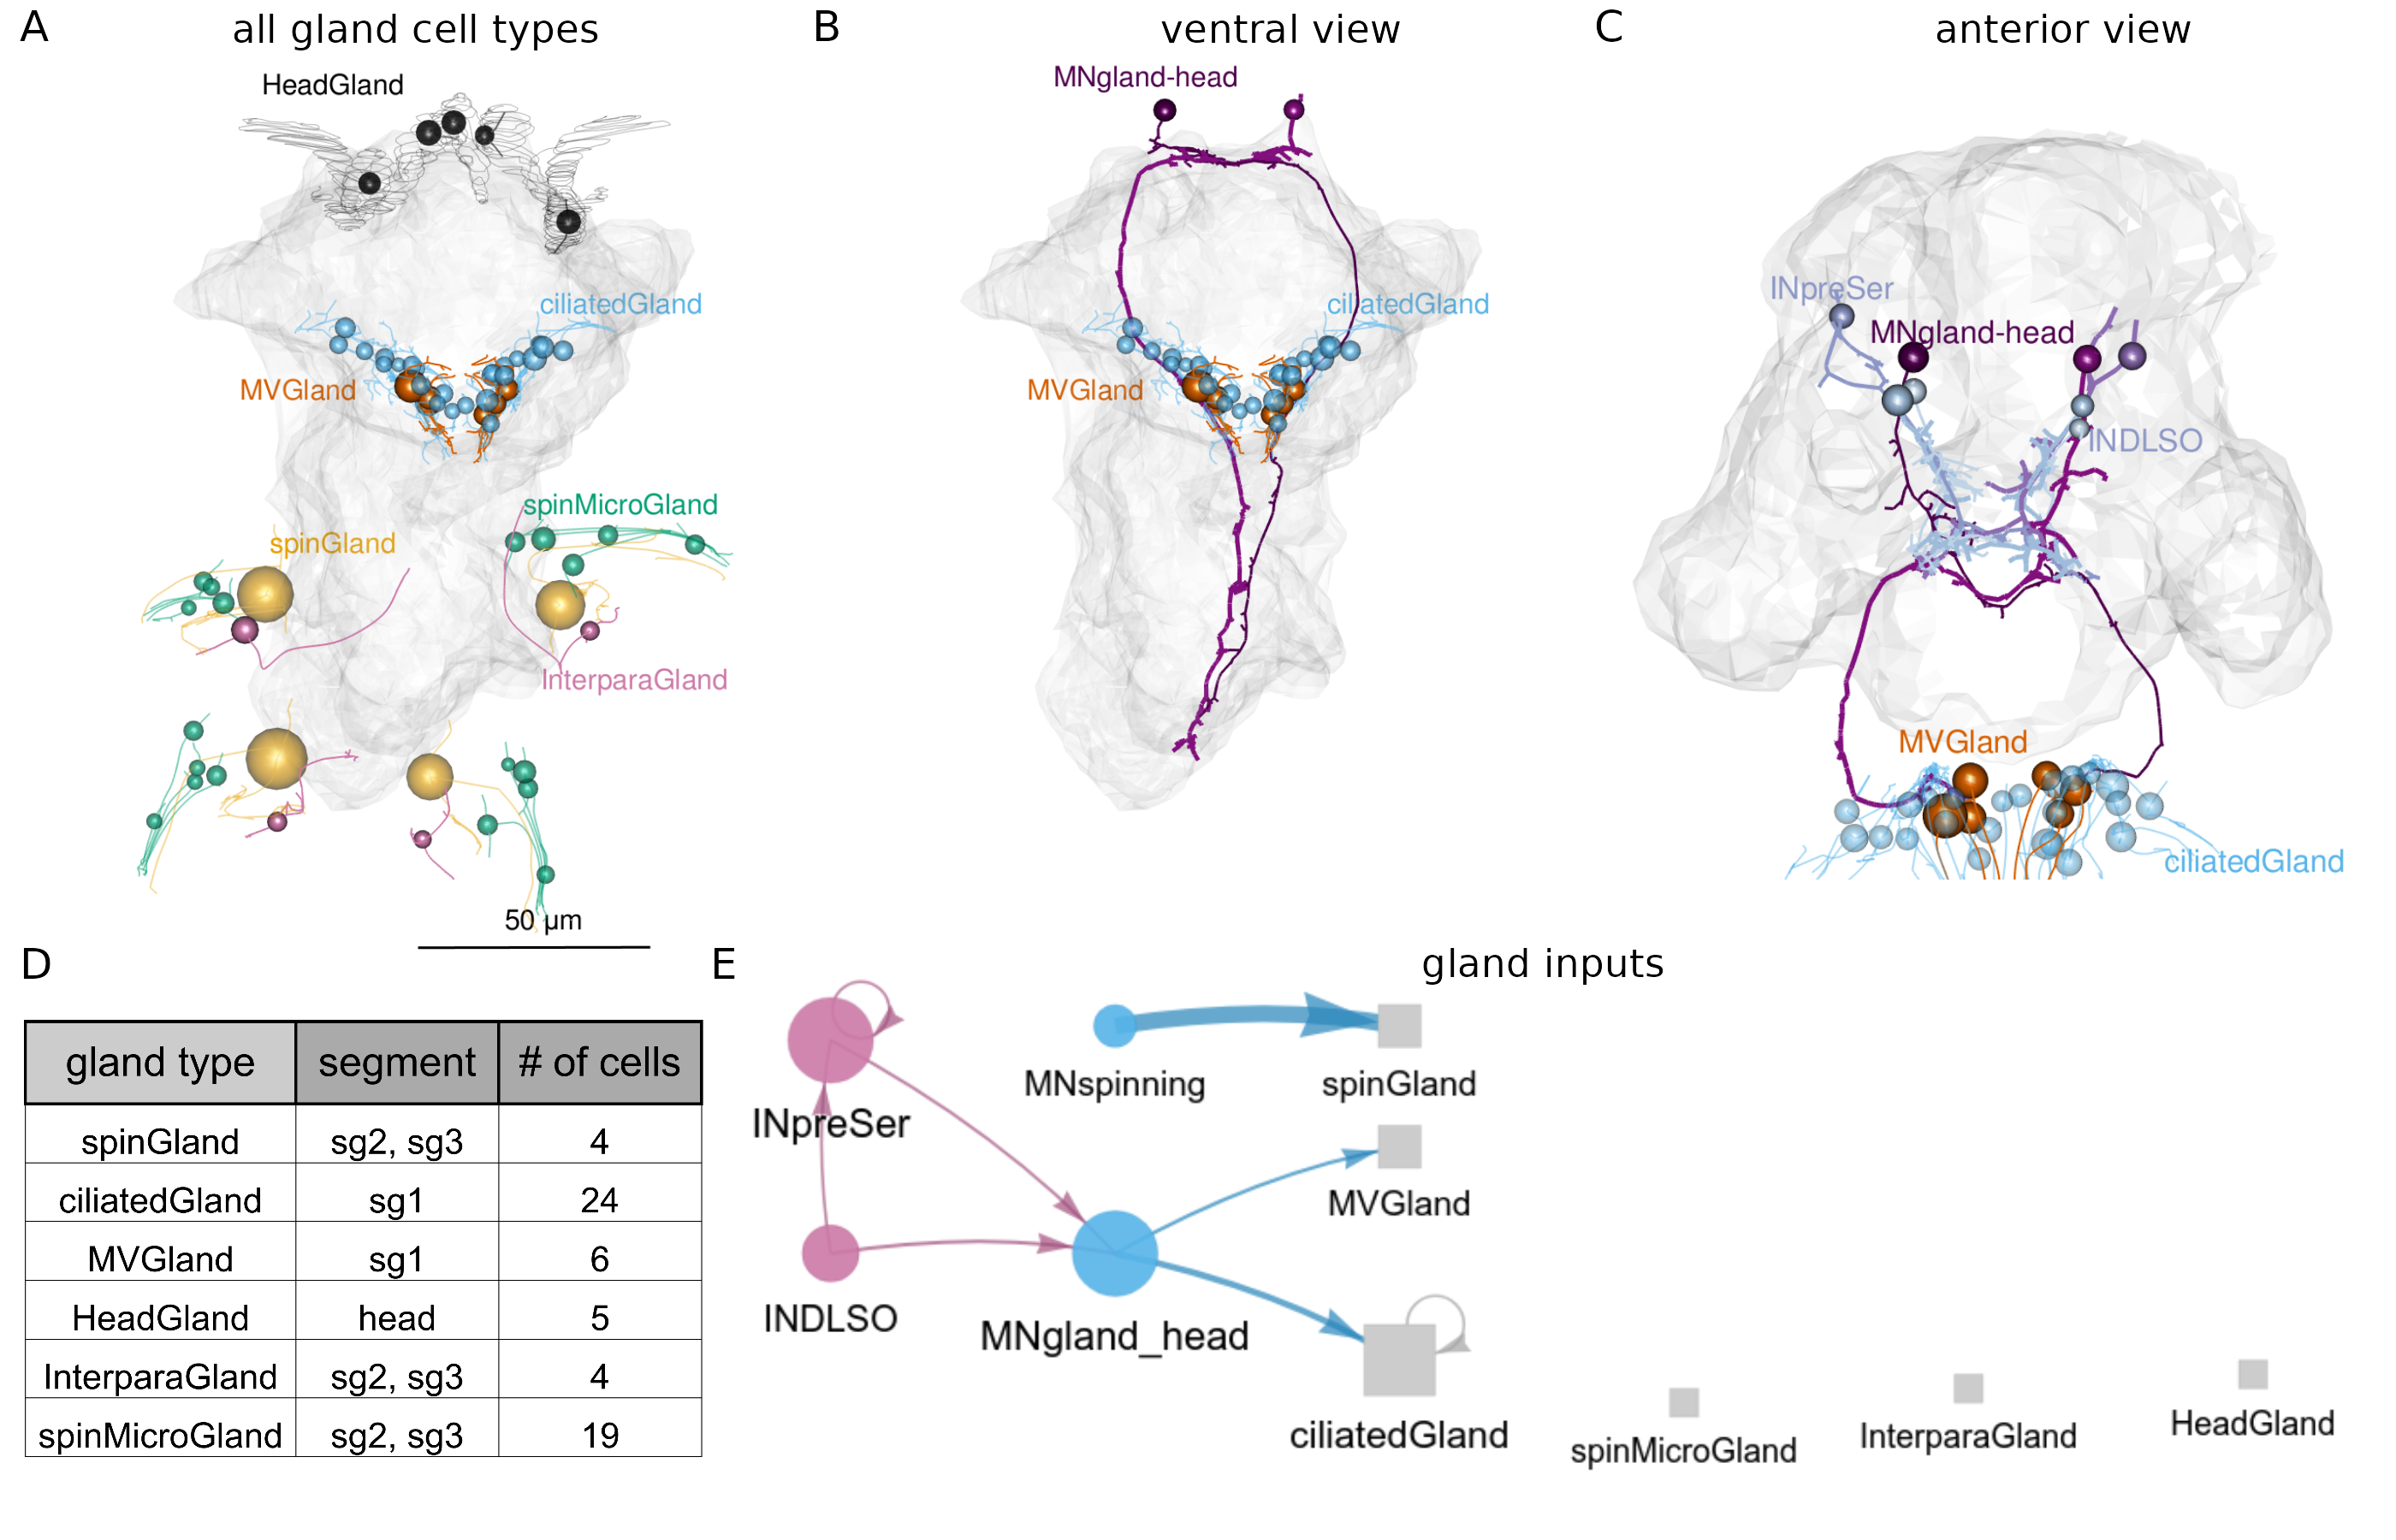 A all gland cell types
HeadGland
ciliatedGland
MVGland
spinMicroGland
spinGland
InterparaGland
50 µm
B ventral view
MNgland-head
ciliatedGland
MVGland
C anterior view
INpreSer
MNgland-head
INDLSO
MVGland
ciliatedGland
D
gland type segment # of cells
spinGland sg2, sg3 4
ciliatedGland sg1 24
MVGland sg1 6
HeadGland head 5
InterparaGland sg2, sg3 4
spinMicroGland sg2, sg3 19
E gland inputs
INpreSer
MNspinning
spinGland
MVGland
INDLSO
MNgland_head
ciliatedGland
spinMicroGland
InterparaGland
HeadGland